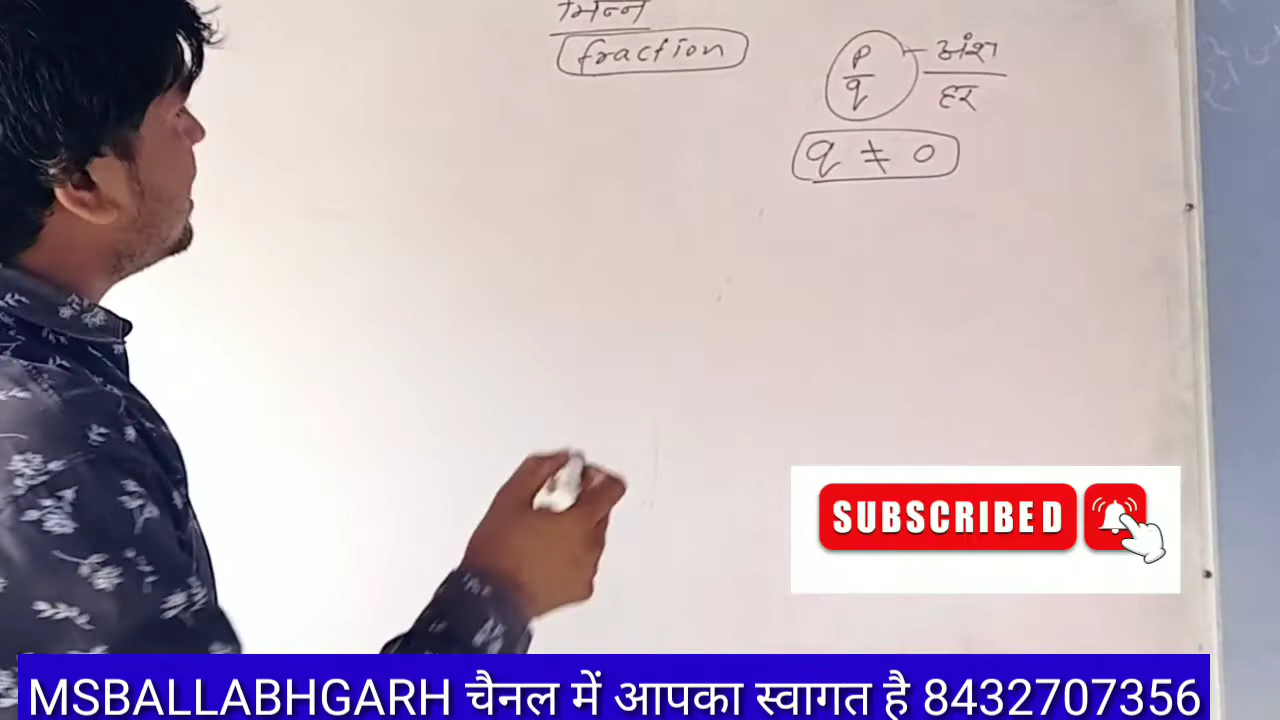 भिन्न
fraction
p – अंश
q हर
q ≠ 0
SUBSCRIBED
MSBALLABHGARH चैनल में आपका स्वागत है 8432707356